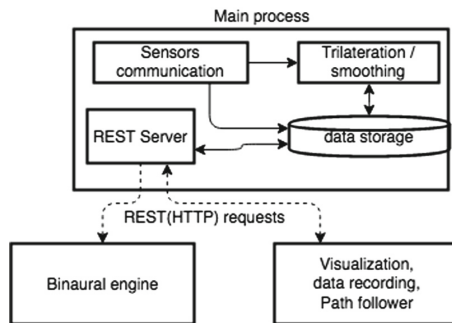 Main process
Sensors
communication
Trilateration /
smoothing
REST Server
data storage
REST(HTTP) requests
Binaural engine
Visualization,
data recording,
Path follower